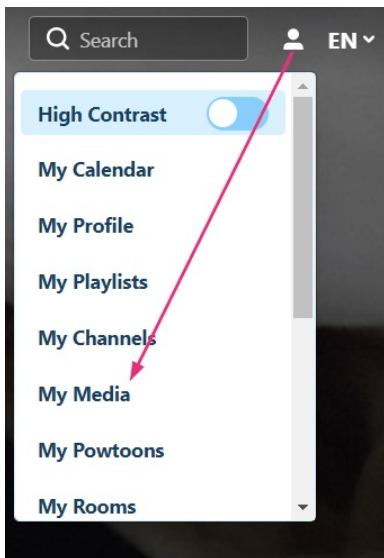 Search
EN
High Contrast
My Calendar
My Profile
My Playlists
My Channels
My Media
My Powtoons
My Rooms